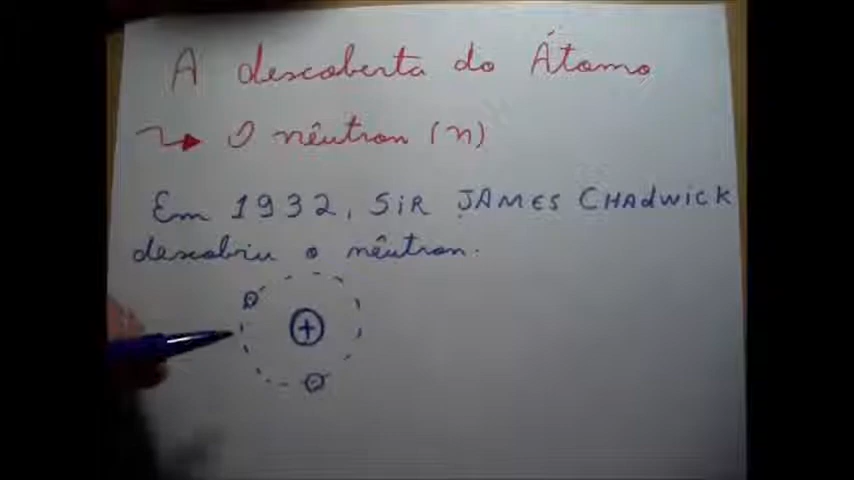 A descoberta do Átomo
O nêutron (n)
Em 1932, SiR JAMES CHADWICK
descobriu o nêutron.
+